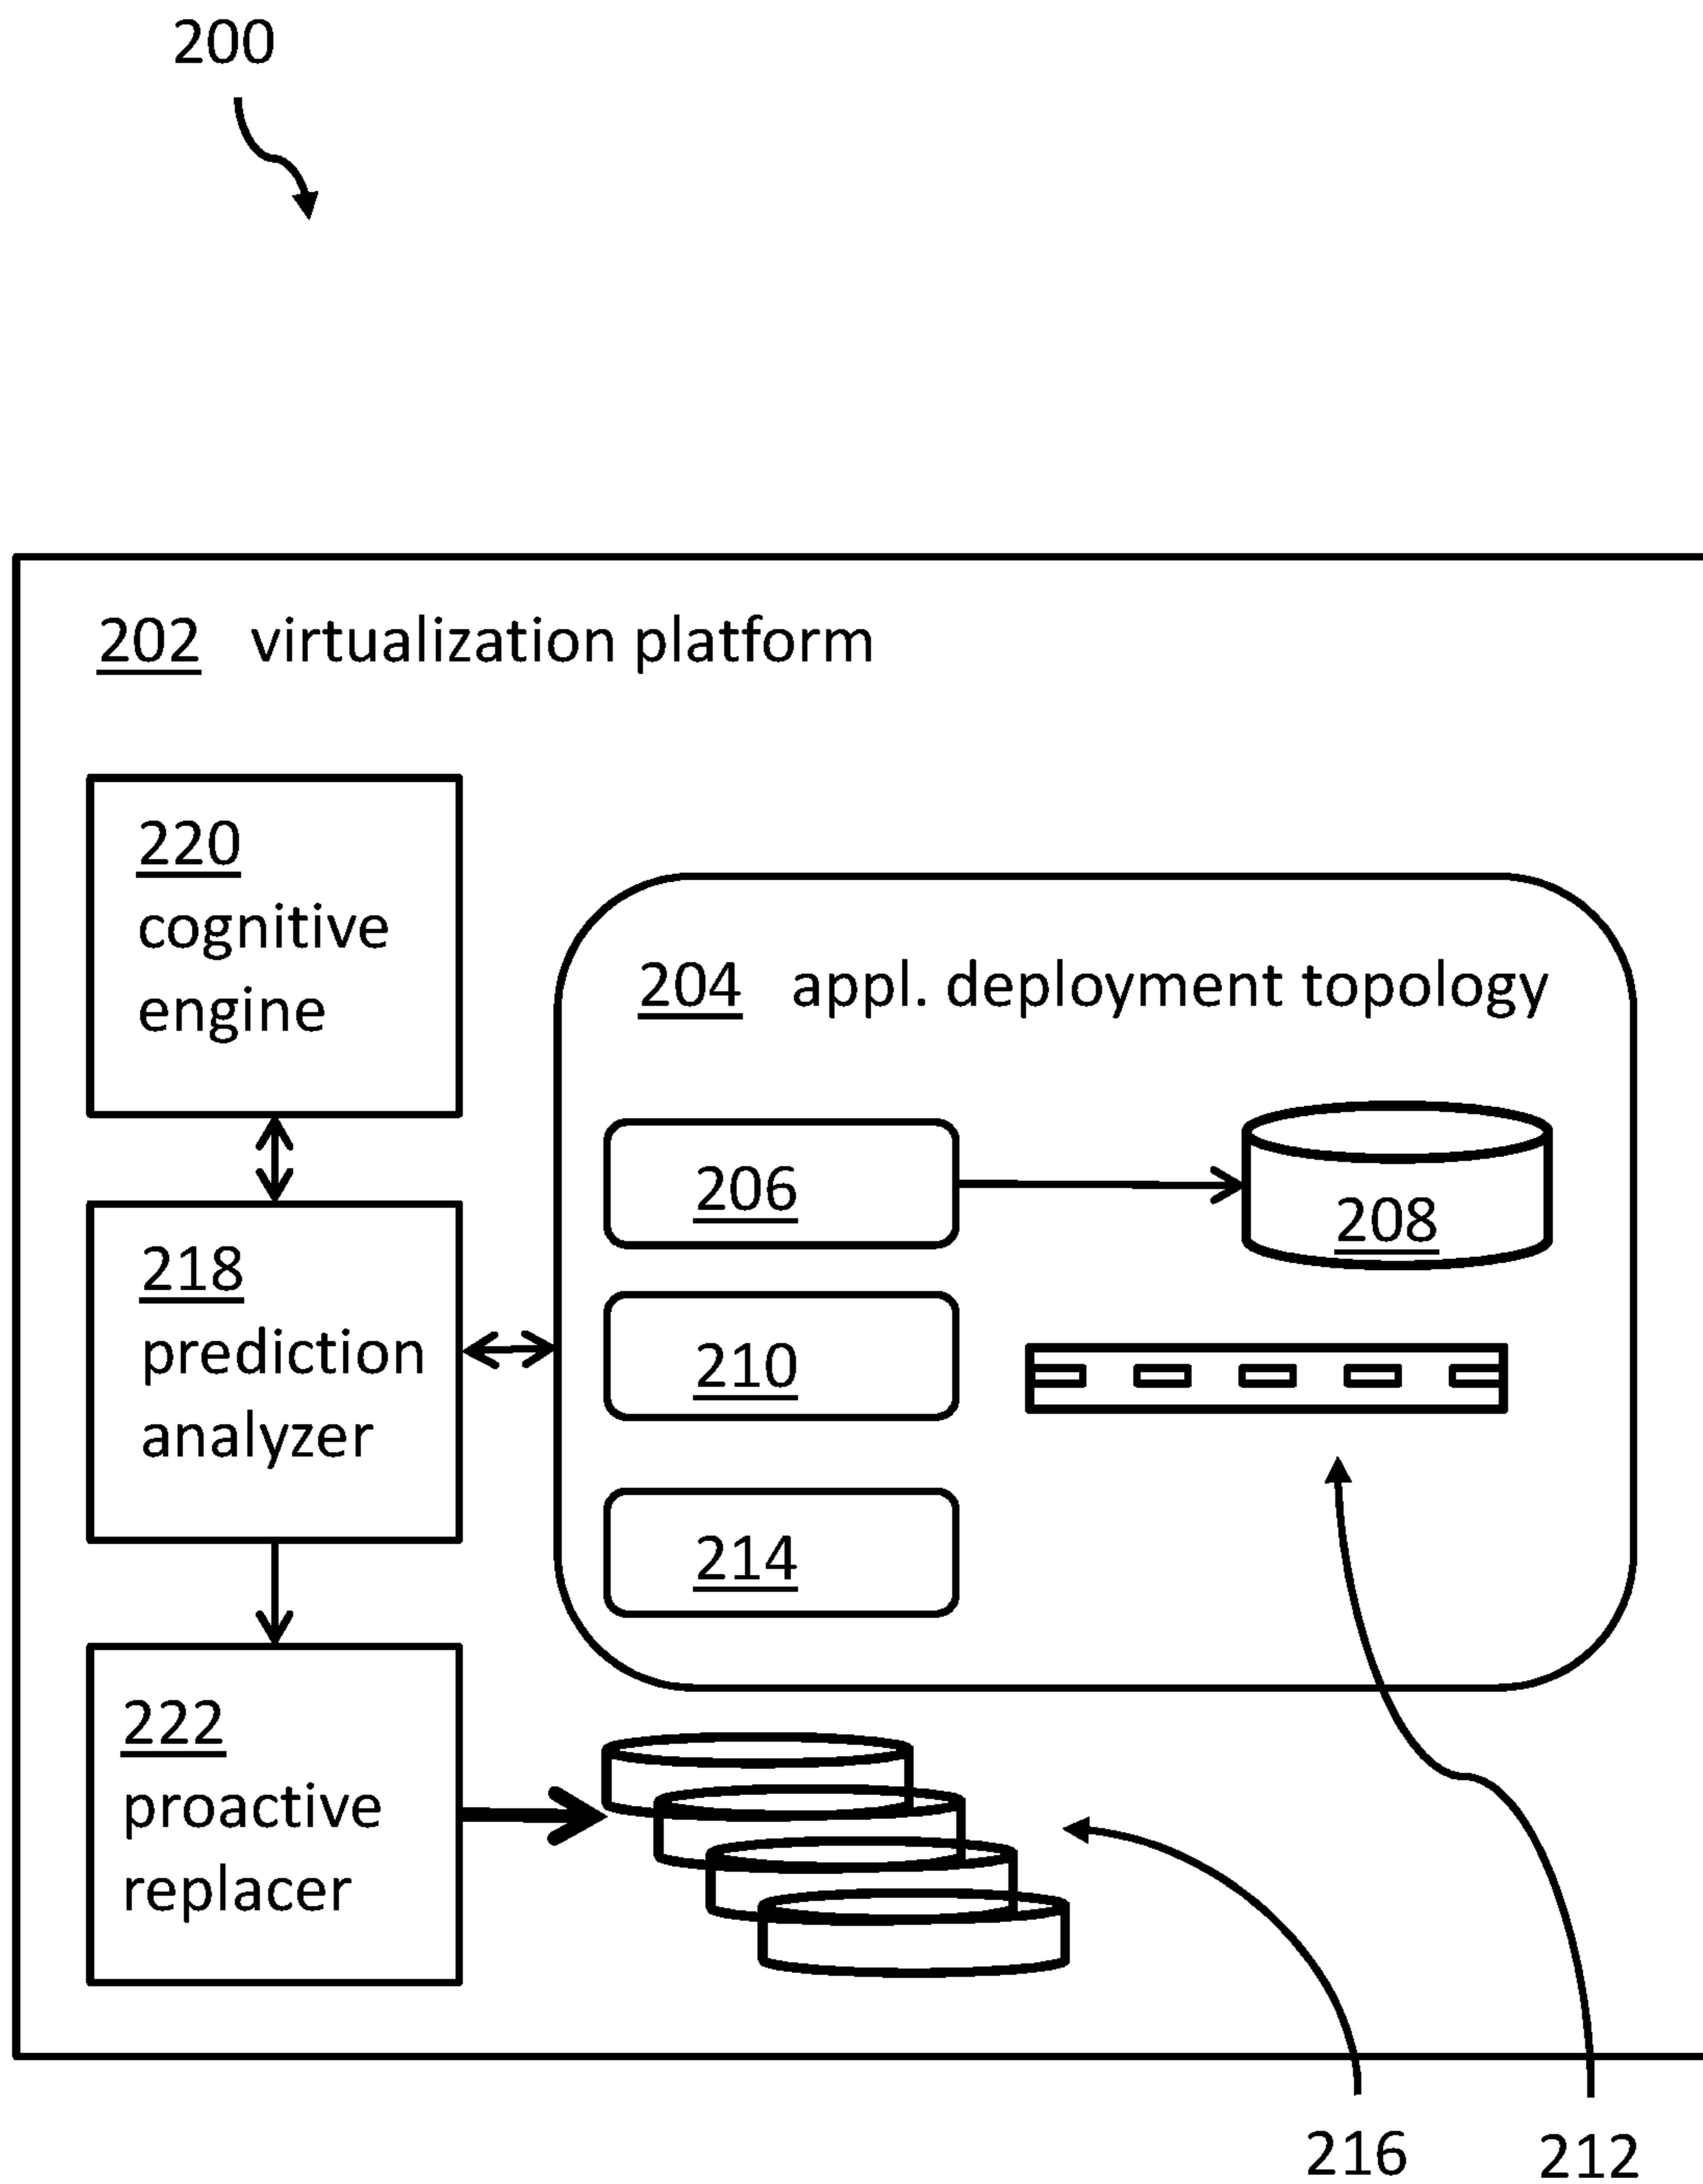 200
202 virtualization platform
220
cognitive
engine
204 appl. deployment topology
206
208
218
prediction
analyzer
210
214
222
proactive
replacer
216
212